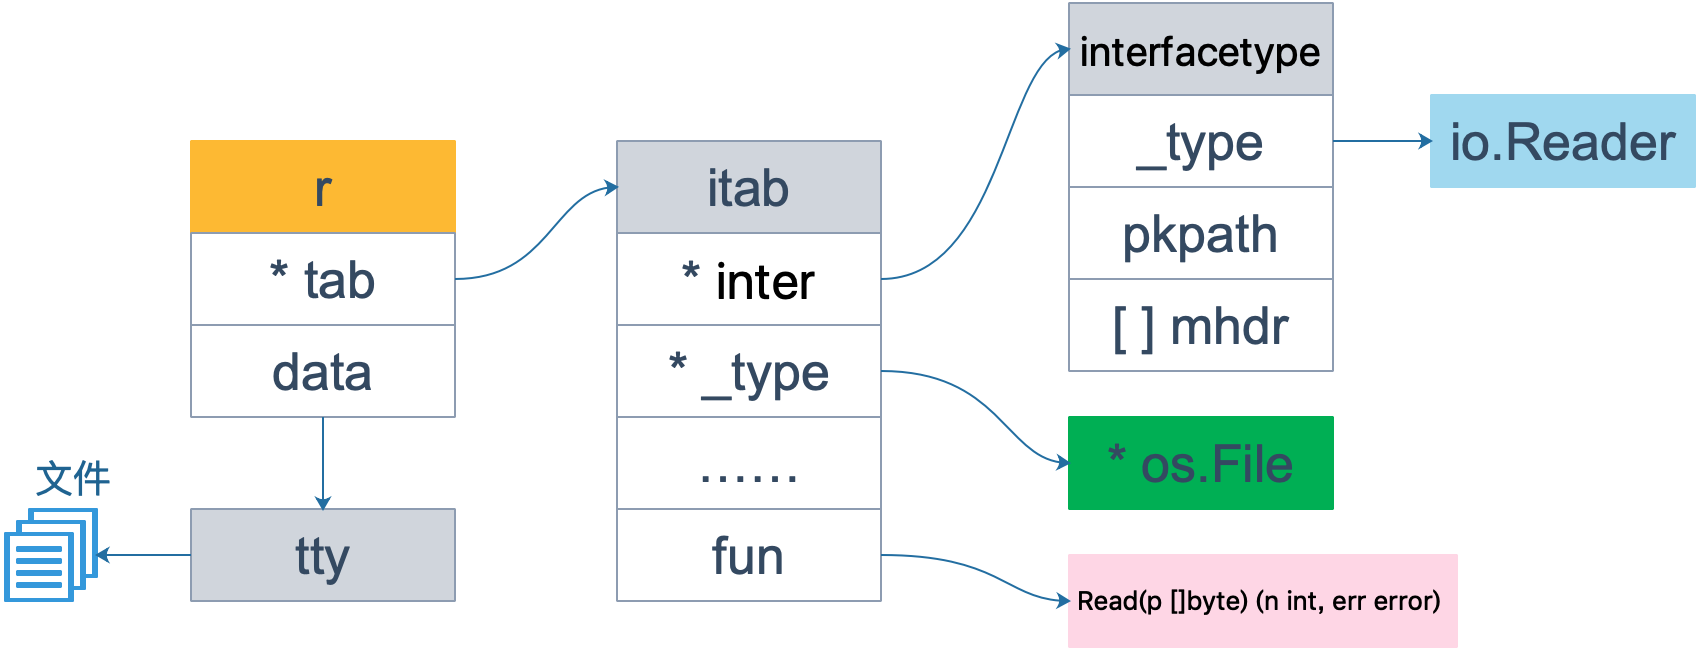 r
* tab
data
文件
tty
itab
* inter
* _type
......
fun
interfacetype
_type
pkpath
[ ] mhdr
io.Reader
* os.File
Read(p []byte) (n int, err error)